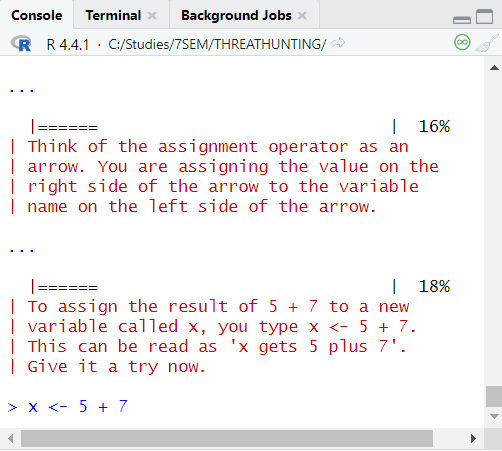 Console Terminal Background Jobs
R 4.4.1 · C:/Studies/7SEM/THREATHUNTING/
...
|====== | 16%
| Think of the assignment operator as an
| arrow. You are assigning the value on the
| right side of the arrow to the variable
| name on the left side of the arrow.
...
|====== | 18%
| To assign the result of 5 + 7 to a new
| variable called x, you type x <- 5 + 7.
| This can be read as 'x gets 5 plus 7'.
| Give it a try now.
> x <- 5 + 7